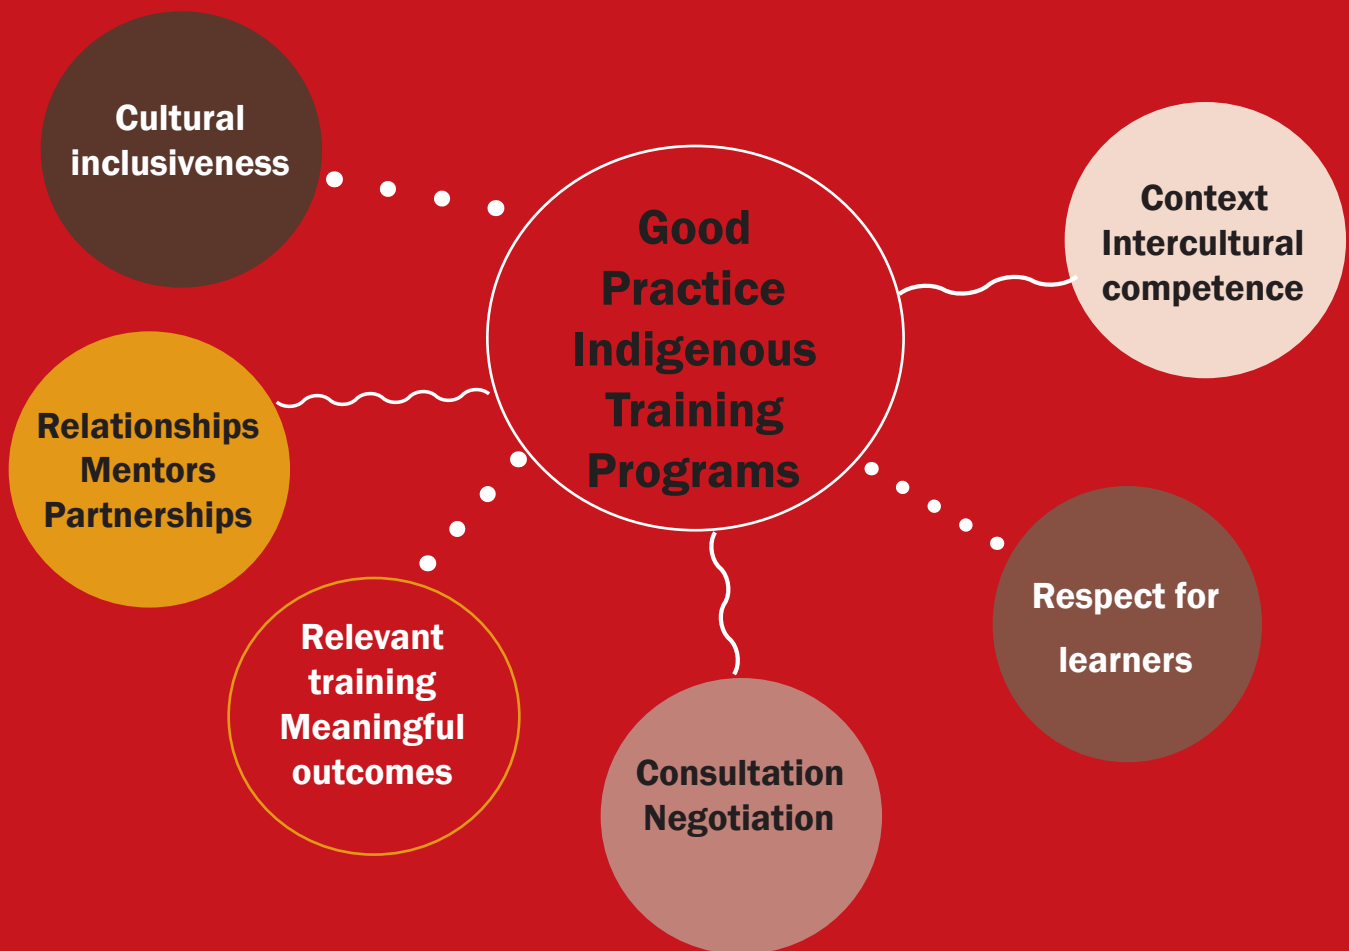 Cultural
inclusiveness
Good
Practice
Indigenous
Training
Programs
Context
Intercultural
competence
Relationships
Mentors
Partnerships
Relevant
training
Meaningful
outcomes
Consultation
Negotiation
Respect for
learners